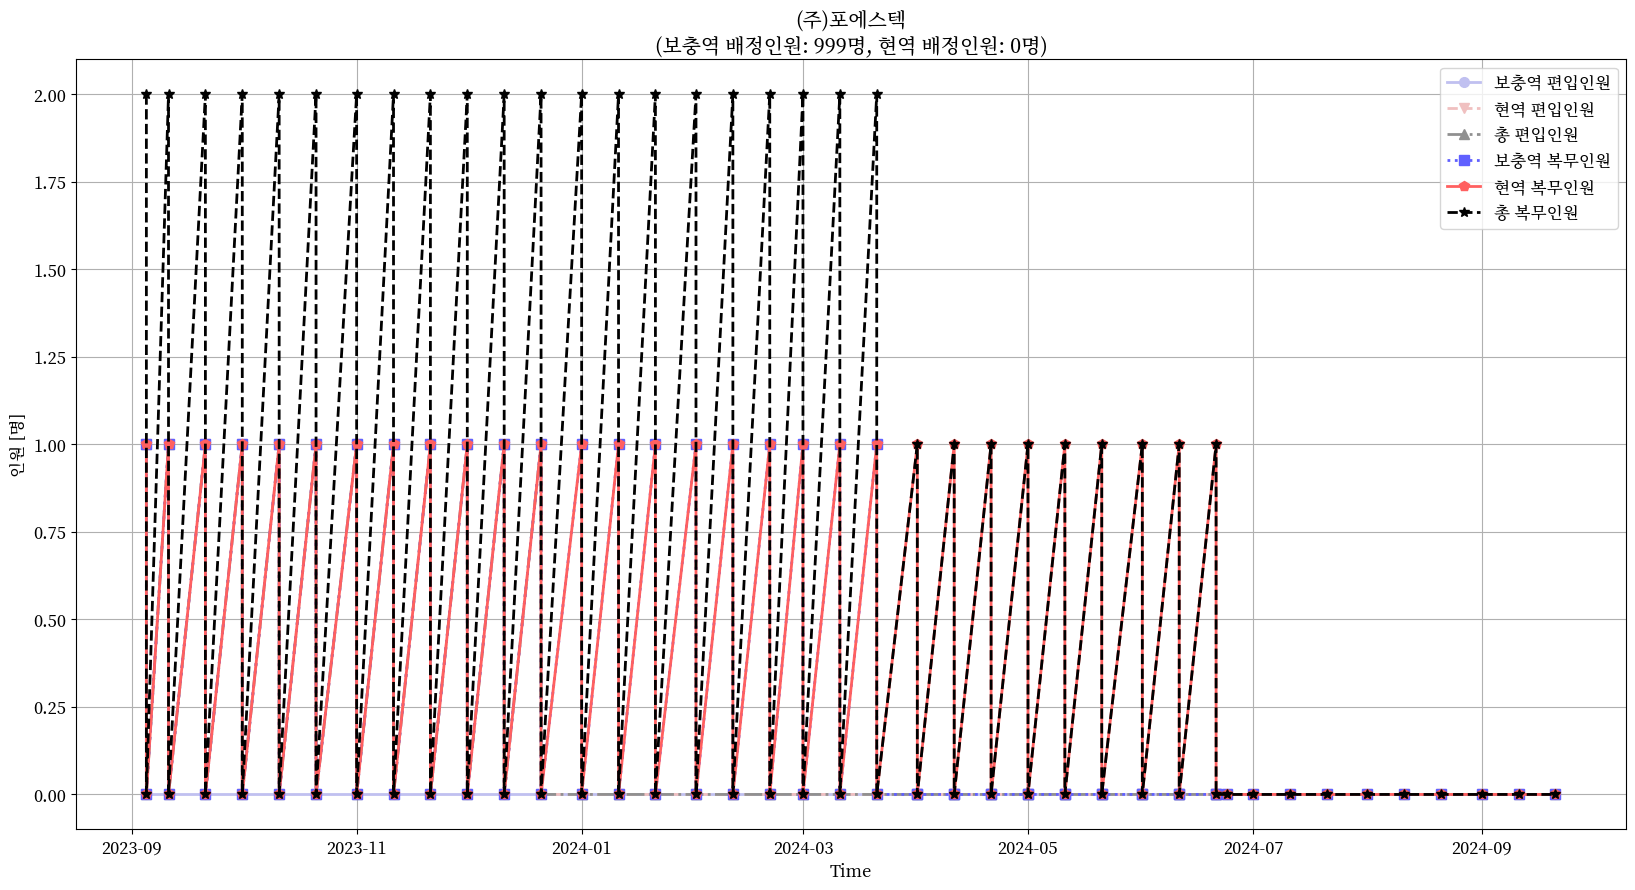 (주)포에스텍
(보충역 배정인원: 999명, 현역 배정인원: 0명)
보충역 편입인원
현역 편입인원
총 편입인원
보충역 복무인원
현역 복무인원
총 복무인원
인원 [명]
2.00
1.75
1.50
1.25
1.00
0.75
0.50
0.25
0.00
2023-09
2023-11
2024-01
2024-03
2024-05
2024-07
2024-09
Time